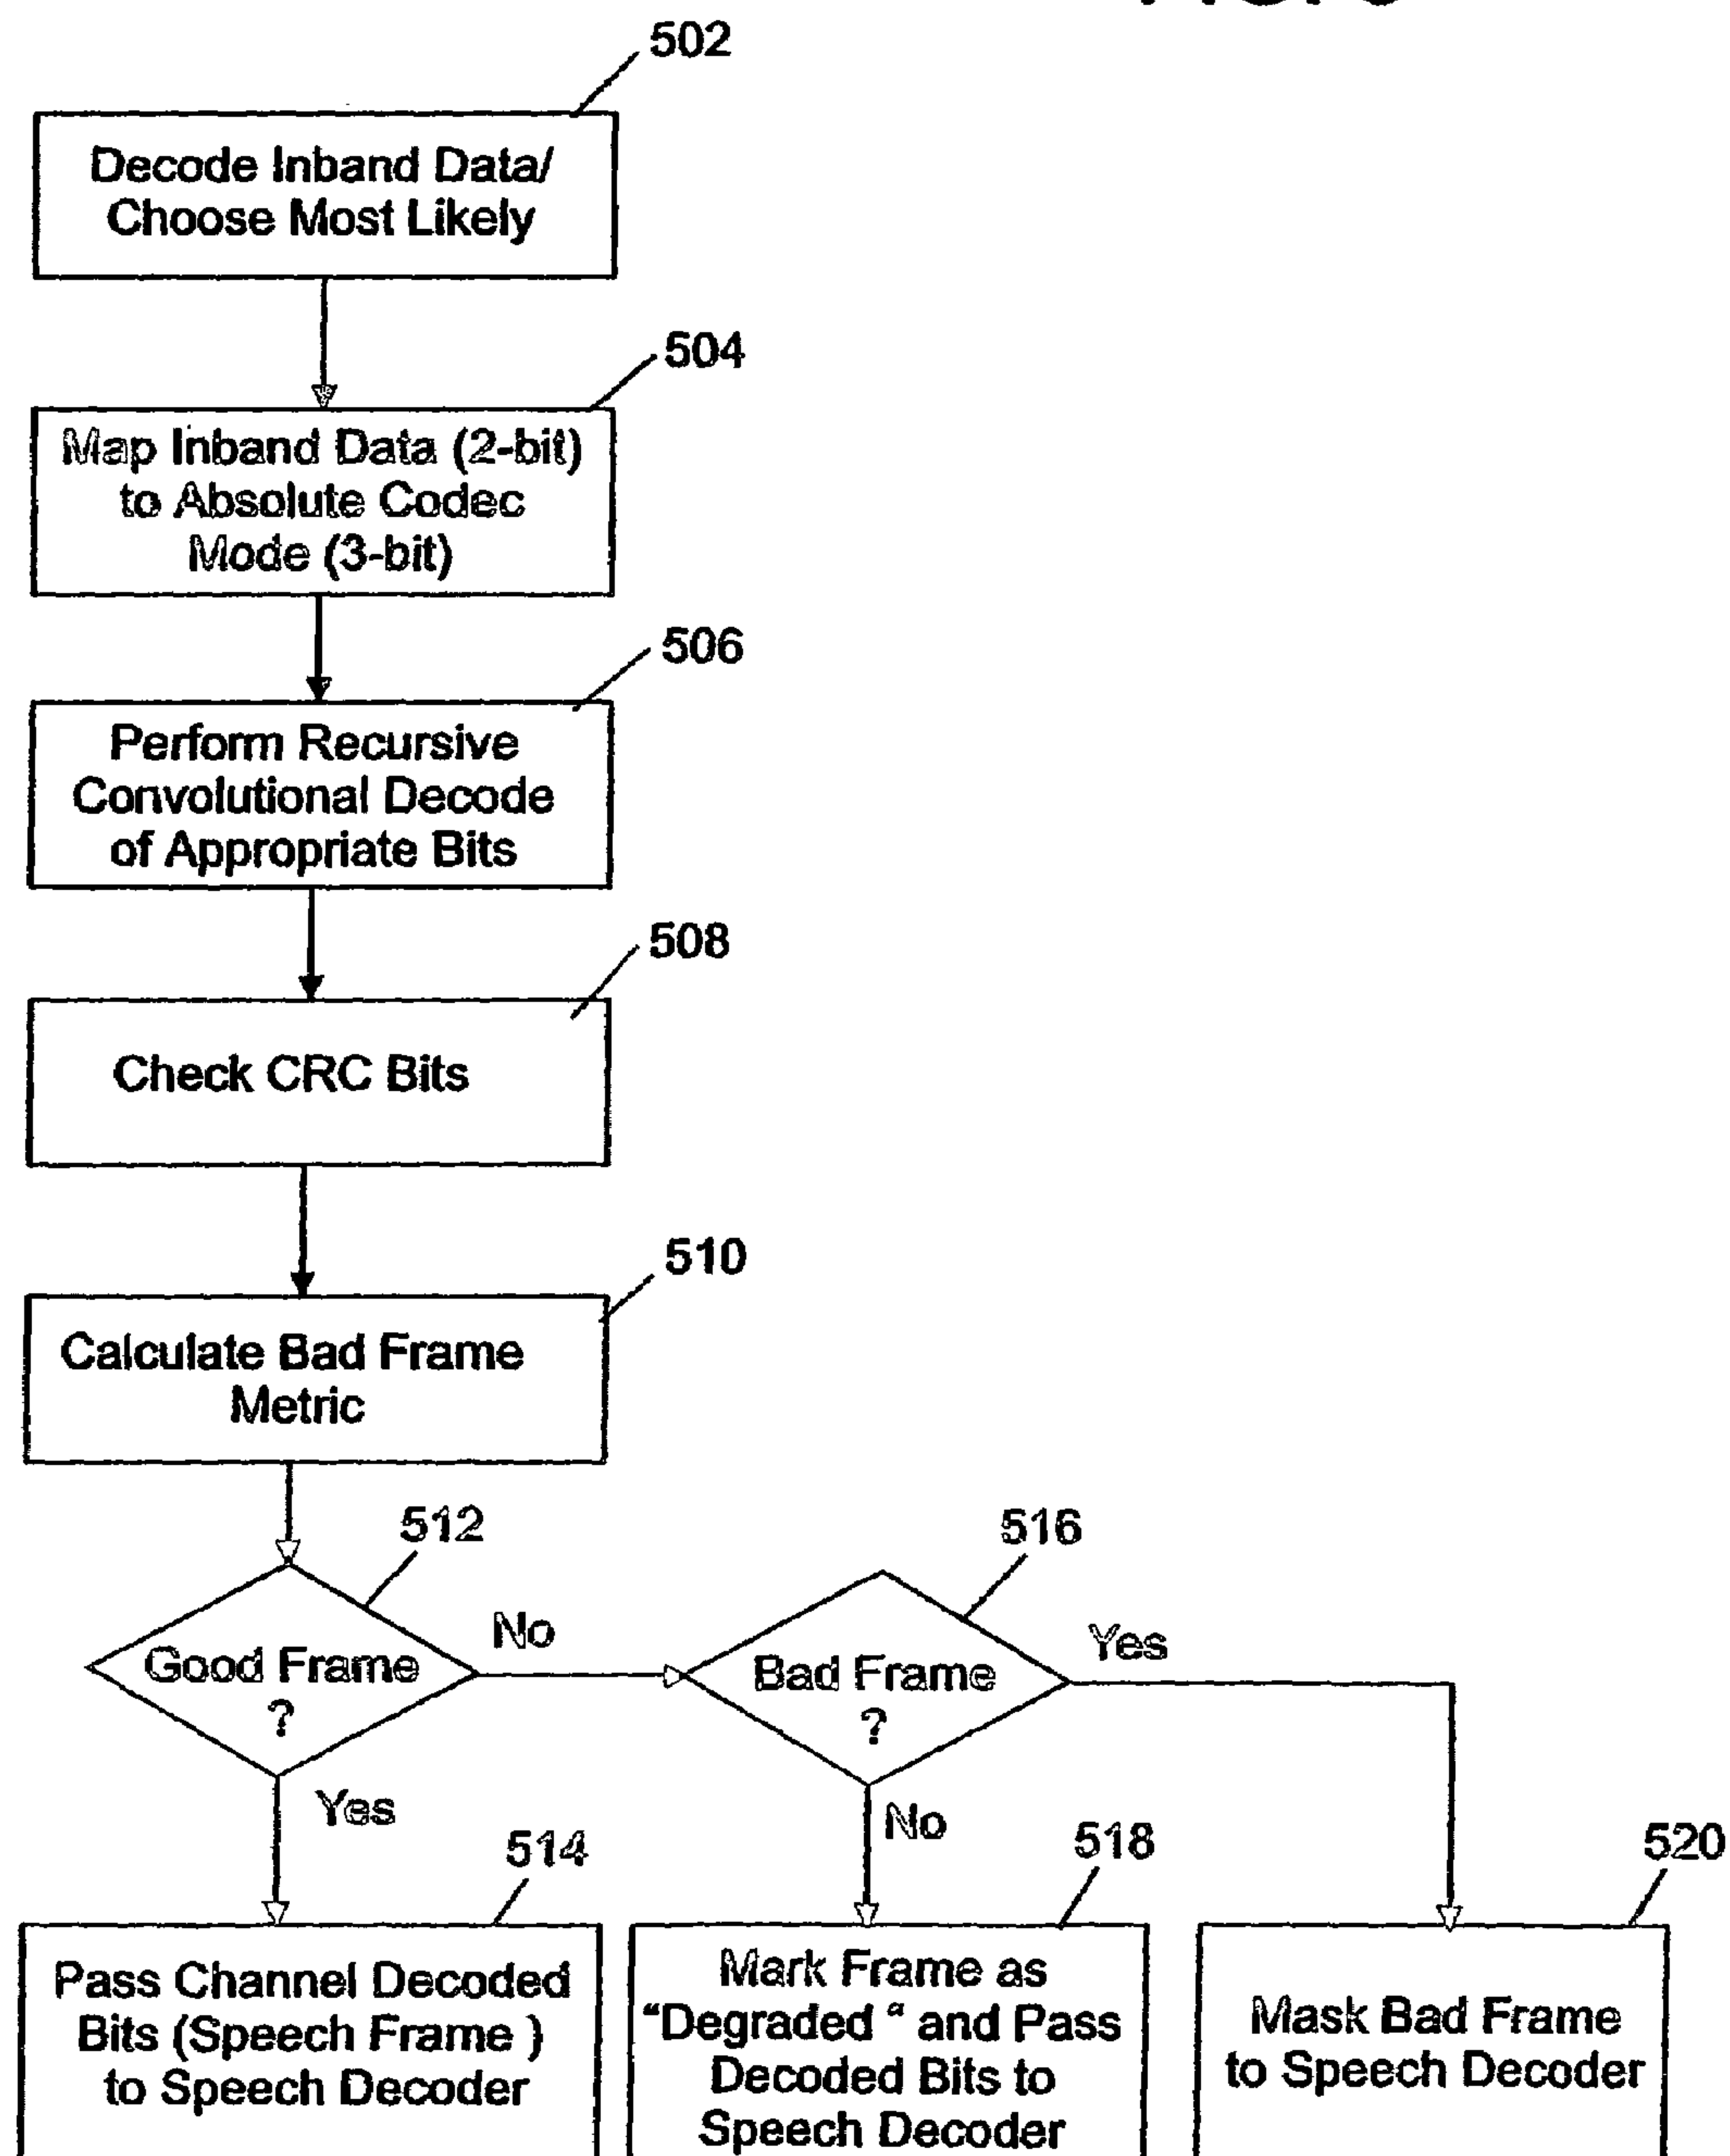 502
Decode Inband Data/
Choose Most Likely
504
Map Inband Data (2-bit)
to Absolute Codec
Mode (3-bit)
506
Perform Recursive
Convolutional Decode
of Appropriate Bits
508
Check CRC Bits
510
Calculate Bad Frame
Metric
512
Good Frame
?
No
516
Bad Frame
?
Yes
Yes
No
514
Pass Channel Decoded
Bits (Speech Frame )
to Speech Decoder
518
Mark Frame as
“Degraded “ and Pass
Decoded Bits to
Speech Decoder
520
Mask Bad Frame
to Speech Decoder